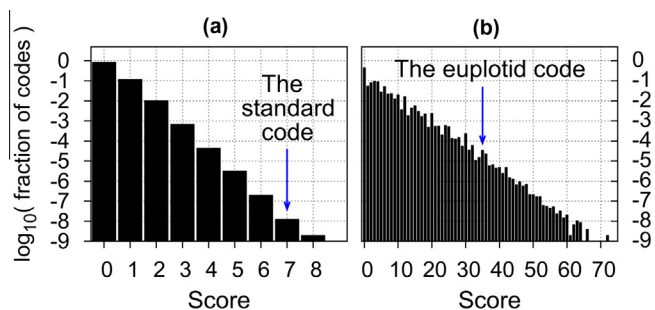 (a)
(b)
log10( fraction of codes )
0
-1
-2
-3
-4
-5
-6
-7
-8
-9
The
standard
code
The euplotid code
0
-1
-2
-3
-4
-5
-6
-7
-8
-9
0 1 2 3 4 5 6 7 8
0 10 20 30 40 50 60 70
Score
Score